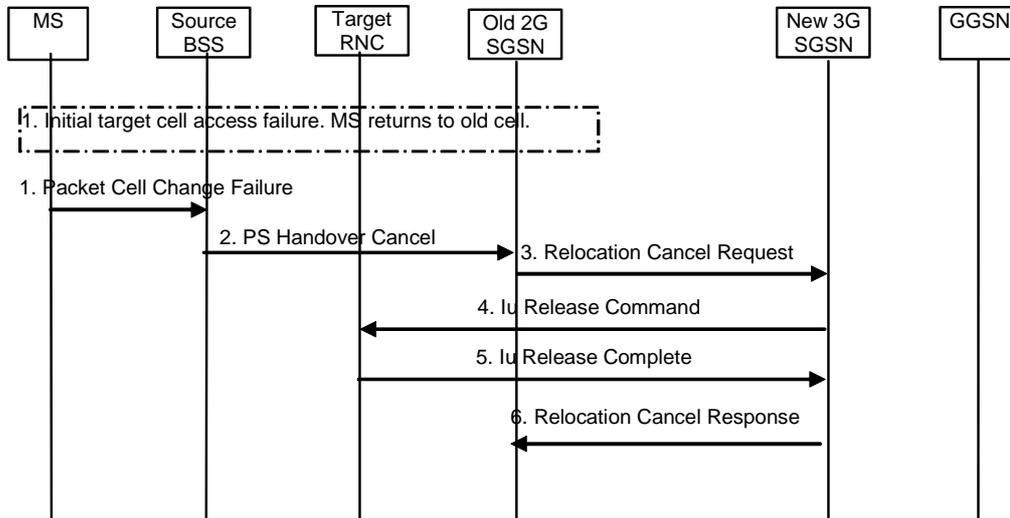 MS
Source
BSS
Target
RNC
Old 2G
SGSN
New 3G
SGSN
GGSN
1. Initial target cell access failure. MS returns to old cell.
1. Packet Cell Change Failure
2. PS Handover Cancel
3. Relocation Cancel Request
4. Iu Release Command
5. Iu Release Complete
6. Relocation Cancel Response